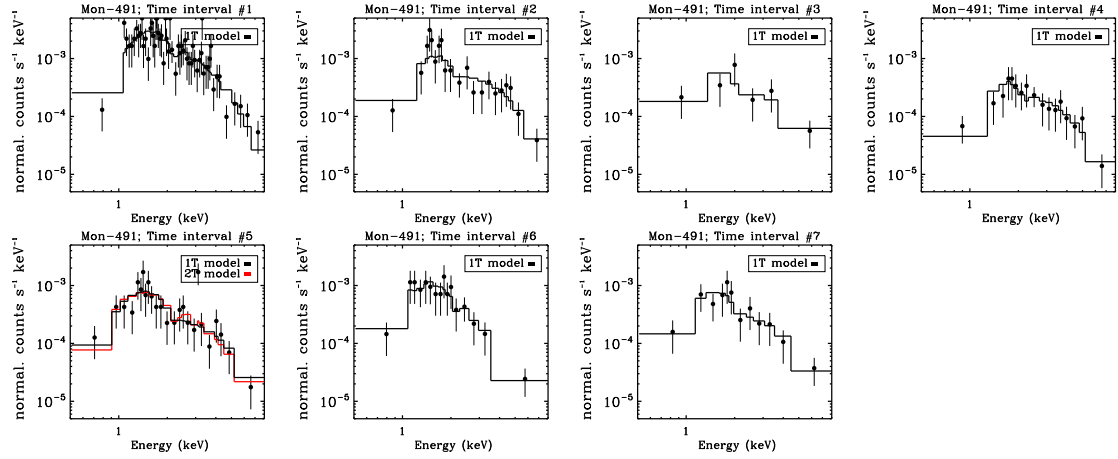 Mon-491; Time interval #1
1T model
normal. counts s⁻¹ keV⁻¹
10⁻³
10⁻⁴
10⁻⁵
1
Energy (keV)
Mon-491; Time interval #2
1T model
normal. counts s⁻¹ keV⁻¹
10⁻³
10⁻⁴
10⁻⁵
1
Energy (keV)
Mon-491; Time interval #3
1T model
normal. counts s⁻¹ keV⁻¹
10⁻³
10⁻⁴
10⁻⁵
1
Energy (keV)
Mon-491; Time interval #4
1T model
normal. counts s⁻¹ keV⁻¹
10⁻³
10⁻⁴
10⁻⁵
1
Energy (keV)
Mon-491; Time interval #5
1T model
2T model
normal. counts s⁻¹ keV⁻¹
10⁻³
10⁻⁴
10⁻⁵
1
Energy (keV)
Mon-491; Time interval #6
1T model
normal. counts s⁻¹ keV⁻¹
10⁻³
10⁻⁴
10⁻⁵
1
Energy (keV)
Mon-491; Time interval #7
1T model
normal. counts s⁻¹ keV⁻¹
10⁻³
10⁻⁴
10⁻⁵
1
Energy (keV)